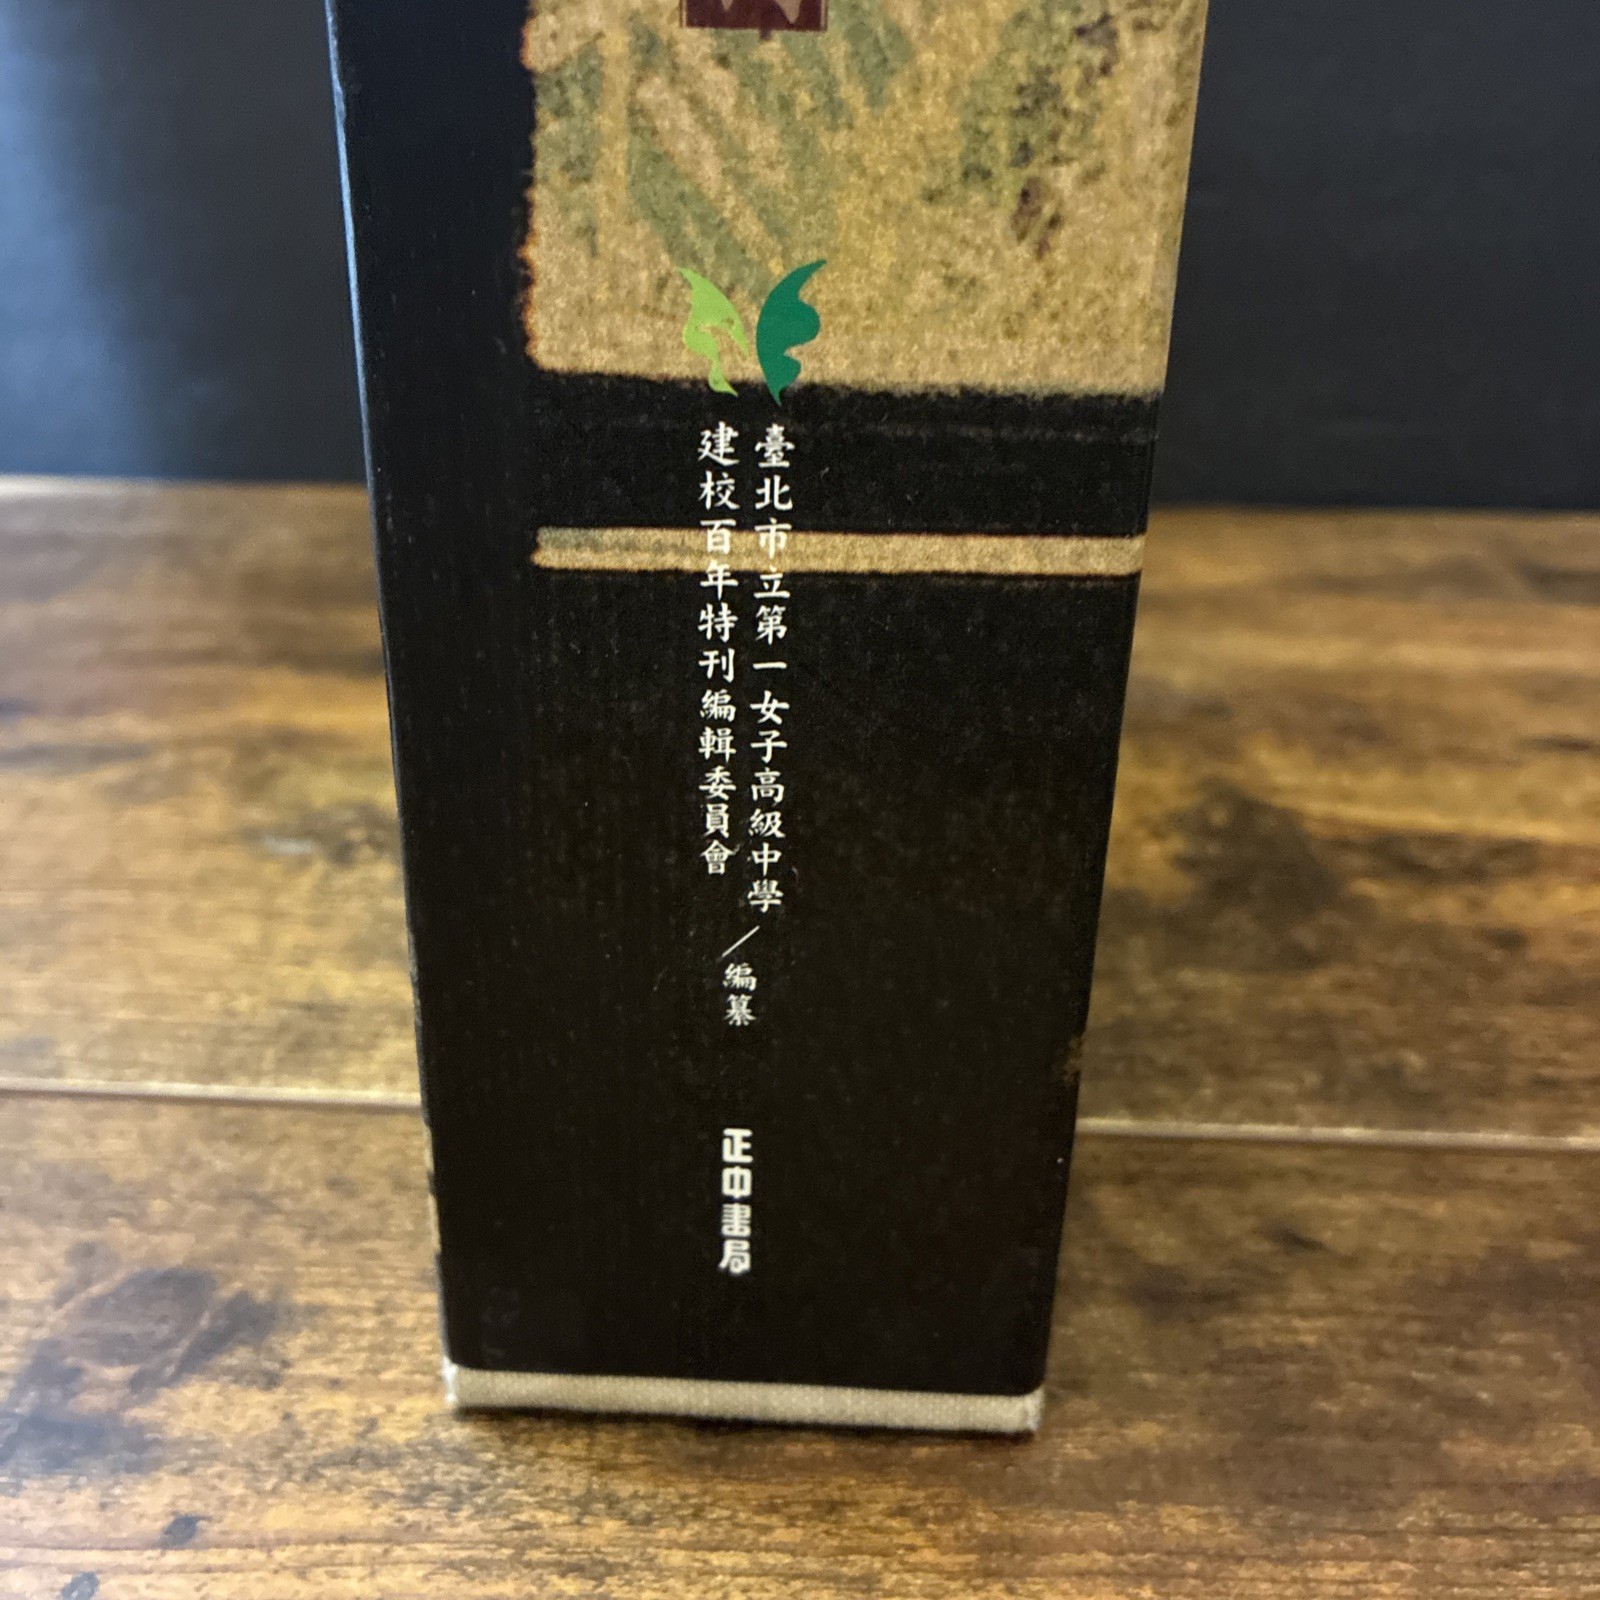 臺北市立第一女子高級中學
建校百年特刊編輯委員會
／編纂
正中書局